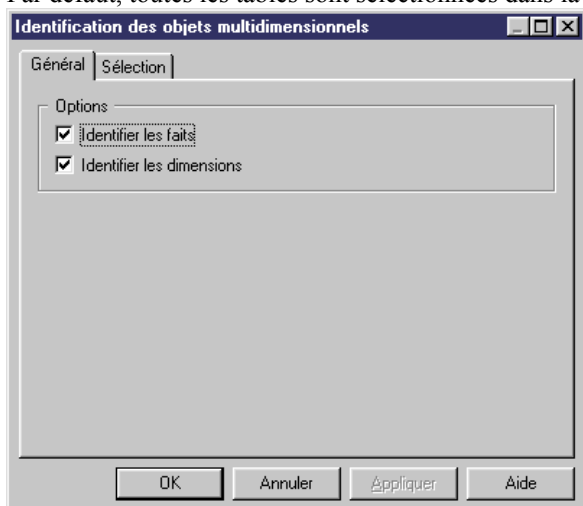 Par défaut, toutes les tables sont sélectionnées dans la
Identification des objets multidimensionnels
Général Sélection
Options
Identifier les faits
Identifier les dimensions
OK Annuler Appliquer Aide